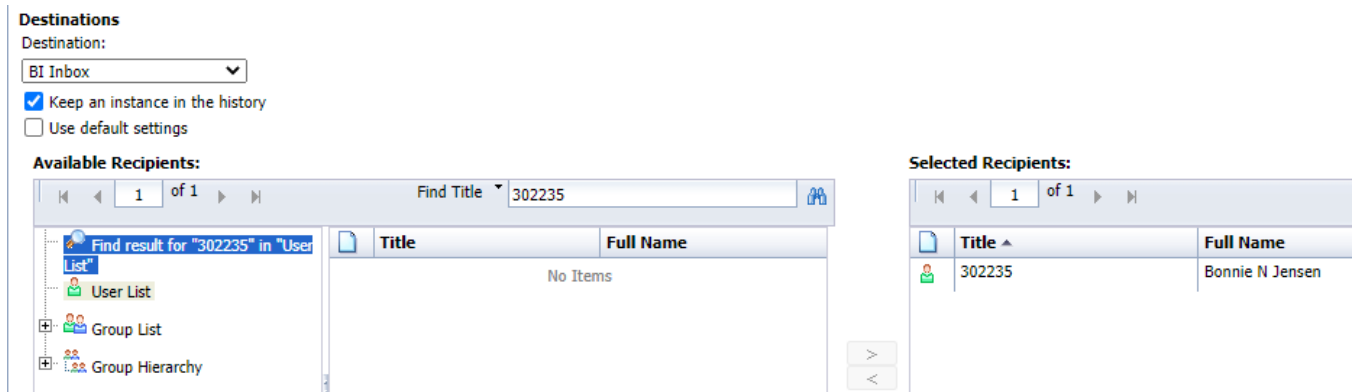 Destinations
Destination:
BI Inbox
Keep an instance in the history
Use default settings
Available Recipients:
1 of 1 Find Title 302235
Find result for "302235" in "User
List"
User List
Group List
Group Hierarchy
Title Full Name
No Items
>
<
Selected Recipients:
1 of 1
Title Full Name
302235 Bonnie N Jensen